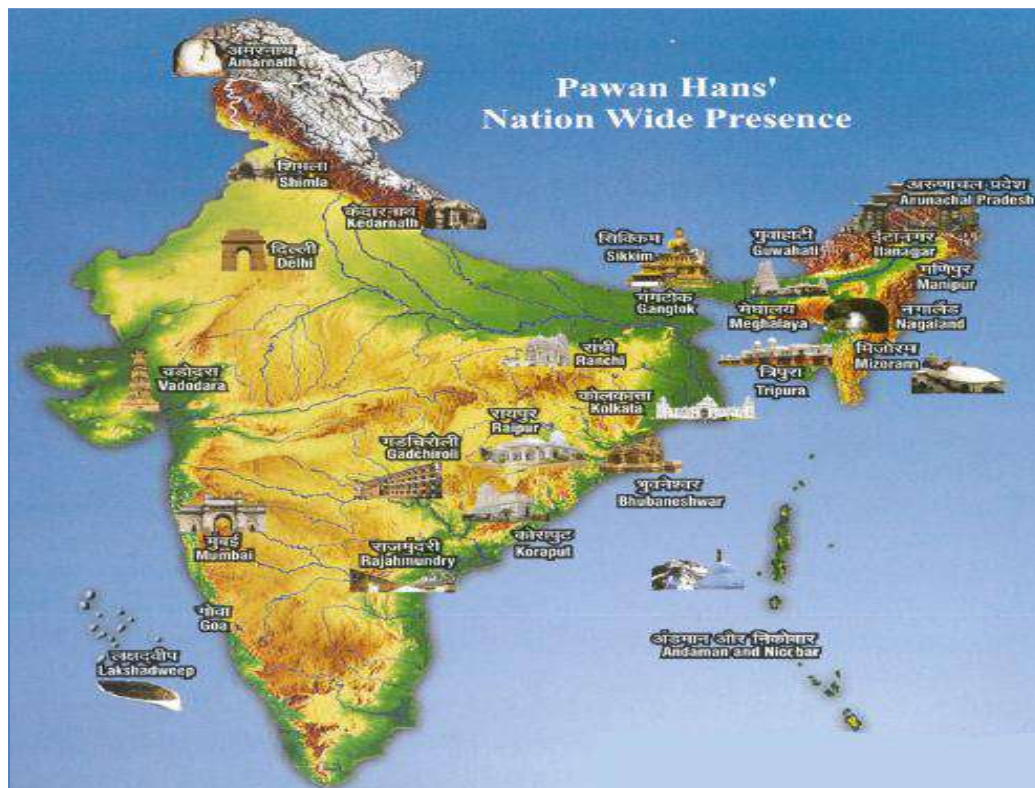 अमरनाथ
Amarnath
Pawan Hans'
Nation Wide Presence
शिमला
Shimla
केदारनाथ
Kedarnath
अरुणाचल प्रदेश
Arunachal Pradesh
दिल्ली
Delhi
सिक्किम
Sikkim
गुवाहाटी
Guwahati
ईटानगर
Itanagar
मणिपुर
Manipur
गंगटोक
Gangtok
मेघालय
Meghalaya
नगालैंड
Nagaland
रांची
Ranchi
त्रिपुरा
Tripura
मिजोरम
Mizoram
वडोदरा
Vadodara
कोलकाता
Kolkata
रायपुर
Raipur
गडचिरोली
Gadchiroli
भुवनेश्वर
Bhubaneshwar
मुंबई
Mumbai
राजमुंदरी
Rajahmundry
कोरापुट
Koraput
गोवा
Goa
लक्षदवीप
Lakshadweep
अंडमान और निकोबार
Andaman and Nicobar